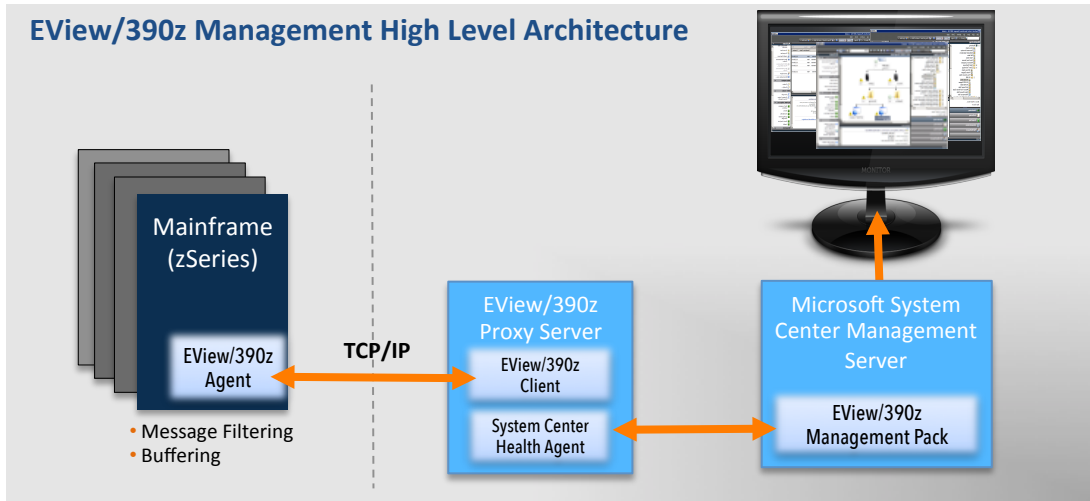 EView/390z Management High Level Architecture
MONITOR
Mainframe
(zSeries)
EView/390z
Agent
• Message Filtering
• Buffering
TCP/IP
EView/390z
Proxy Server
EView/390z
Client
System Center
Health Agent
Microsoft System
Center Management
Server
EView/390z
Management Pack